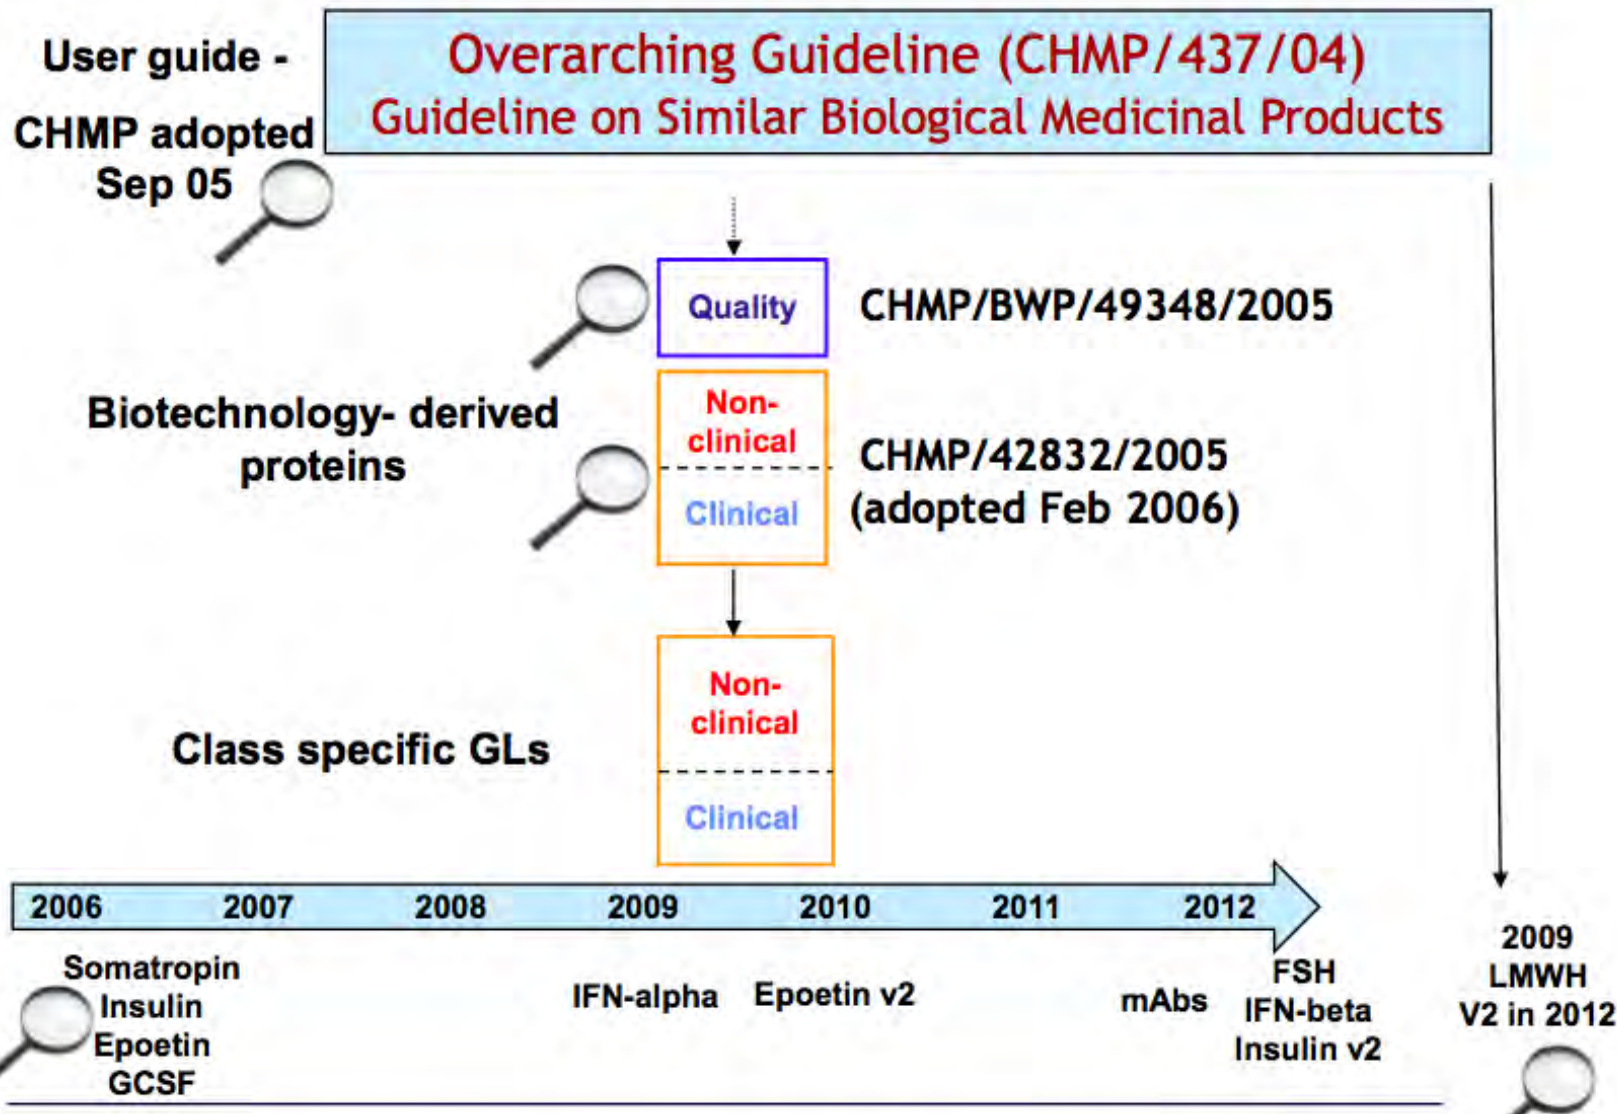 User guide -
CHMP adopted
Sep 05
Overarching Guideline (CHMP/437/04)
Guideline on Similar Biological Medicinal Products
Quality
CHMP/BWP/49348/2005
Biotechnology- derived
proteins
Non-
clinical
Clinical
CHMP/42832/2005
(adopted Feb 2006)
Class specific GLs
Non-
clinical
Clinical
2006 2007 2008 2009 2010 2011 2012
Somatropin
Insulin
Epoetin
GCSF
IFN-alpha
Epoetin v2
mAbs
FSH
IFN-beta
Insulin v2
2009
LMWH
V2 in 2012